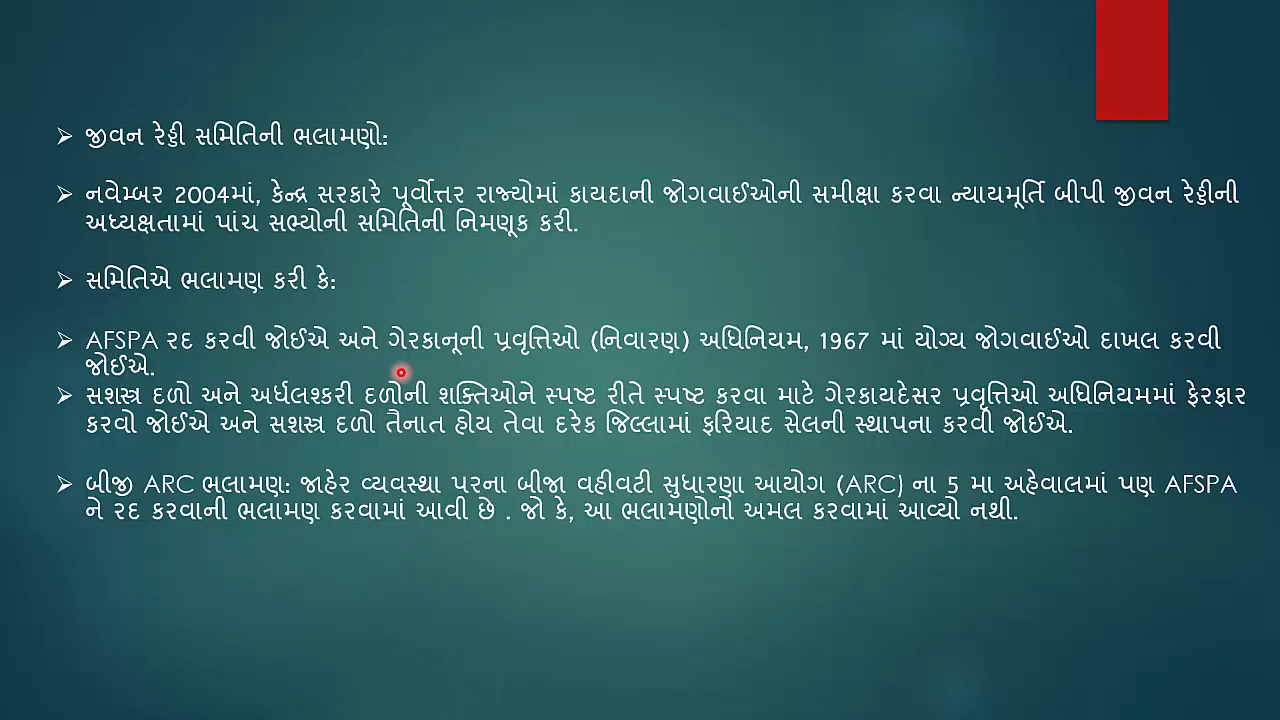 જીવન રેડ્ડી સમિતિની ભલામણો:
નવેમ્બર 2004માં, કેન્દ્ર સરકારે પૂર્વોત્તર રાજ્યોમાં કાયદાની જોગવાઈઓની સમીક્ષા કરવા ન્યાયમૂર્તિ બીપી જીવન રેડ્ડીની
અધ્યક્ષતામાં પાંચ સભ્યોની સમિતિની નિમણૂક કરી.
સમિતિએ ભલામણ કરી કે:
AFSPA રદ કરવી જોઈએ અને ગેરકાનૂની પ્રવૃત્તિઓ (નિવારણ) અધિનિયમ, 1967 માં યોગ્ય જોગવાઈઓ દાખલ કરવી
જોઈએ.
સશસ્ત્ર દળો અને અર્ધલશ્કરી દળોની શક્તિઓને સ્પષ્ટ રીતે સ્પષ્ટ કરવા માટે ગેરકાયદેસર પ્રવૃત્તિઓ અધિનિયમમાં ફેરફાર
કરવો જોઈએ અને સશસ્ત્ર દળો તૈનાત હોય તેવા દરેક જિલ્લામાં ફરિયાદ સેલની સ્થાપના કરવી જોઈએ.
બીજી ARC ભલામણ: જાહેર વ્યવસ્થા પરના બીજા વહીવટી સુધારણા આયોગ (ARC) ના 5 મા અહેવાલમાં પણ AFSPA
ને રદ કરવાની ભલામણ કરવામાં આવી છે . જો કે, આ ભલામણોનો અમલ કરવામાં આવ્યો નથી.